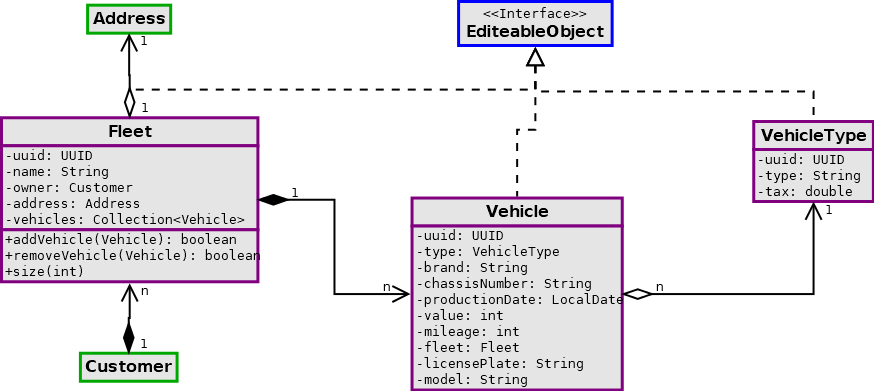 Address
1
1
<<Interface>>
EditeableObject
Fleet
-uuid: UUID
-name: String
-owner: Customer
-address: Address
-vehicles: Collection<Vehicle>
+addVehicle(Vehicle): boolean
+removeVehicle(Vehicle): boolean
+size(int)
1
n
n
1
Customer
Vehicle
-uuid: UUID
-type: VehicleType
-brand: String
-chassisNumber: String
-productionDate: LocalDate
-value: int
-mileage: int
-fleet: Fleet
-licensePlate: String
-model: String
n
1
VehicleType
-uuid: UUID
-type: String
-tax: double